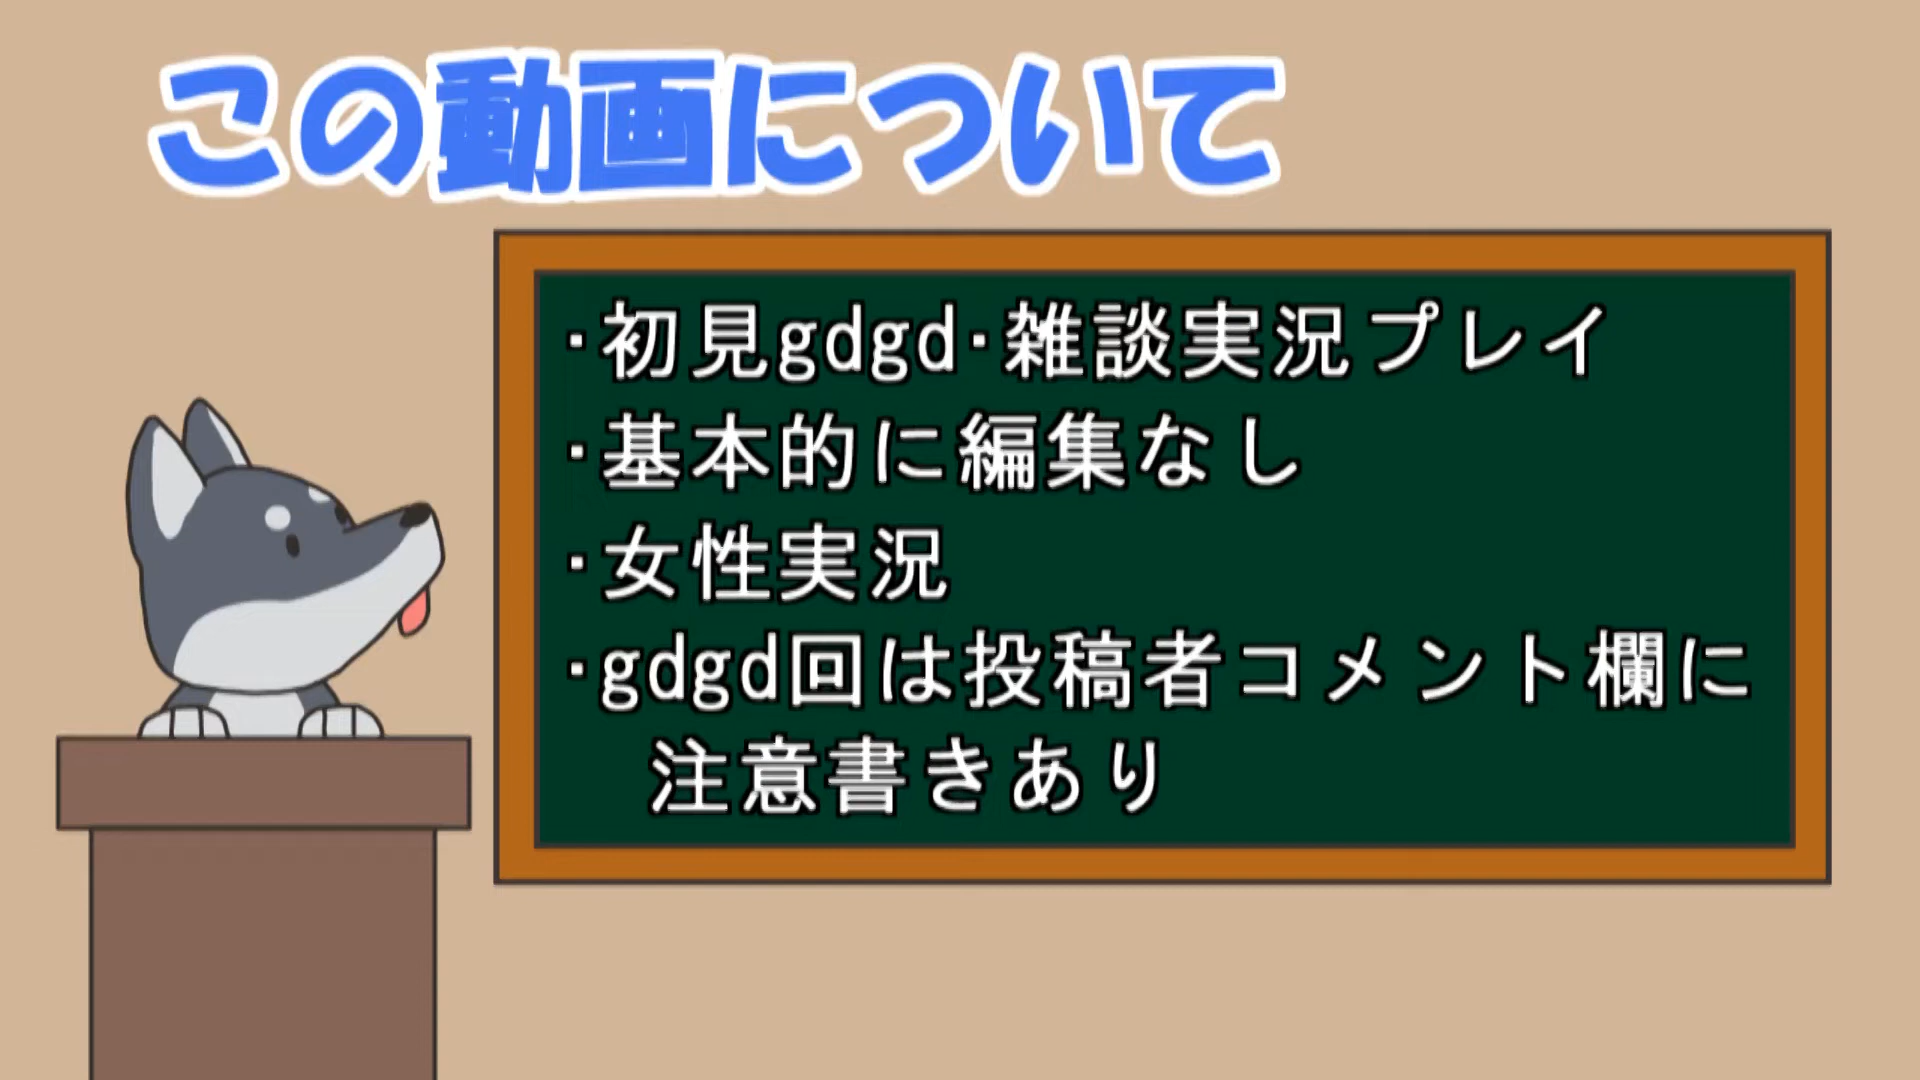 この動画について
・初見gdgd・雑談実況プレイ
・基本的に編集なし
・女性実況
・gdgd回は投稿者コメント欄に
注意書きあり